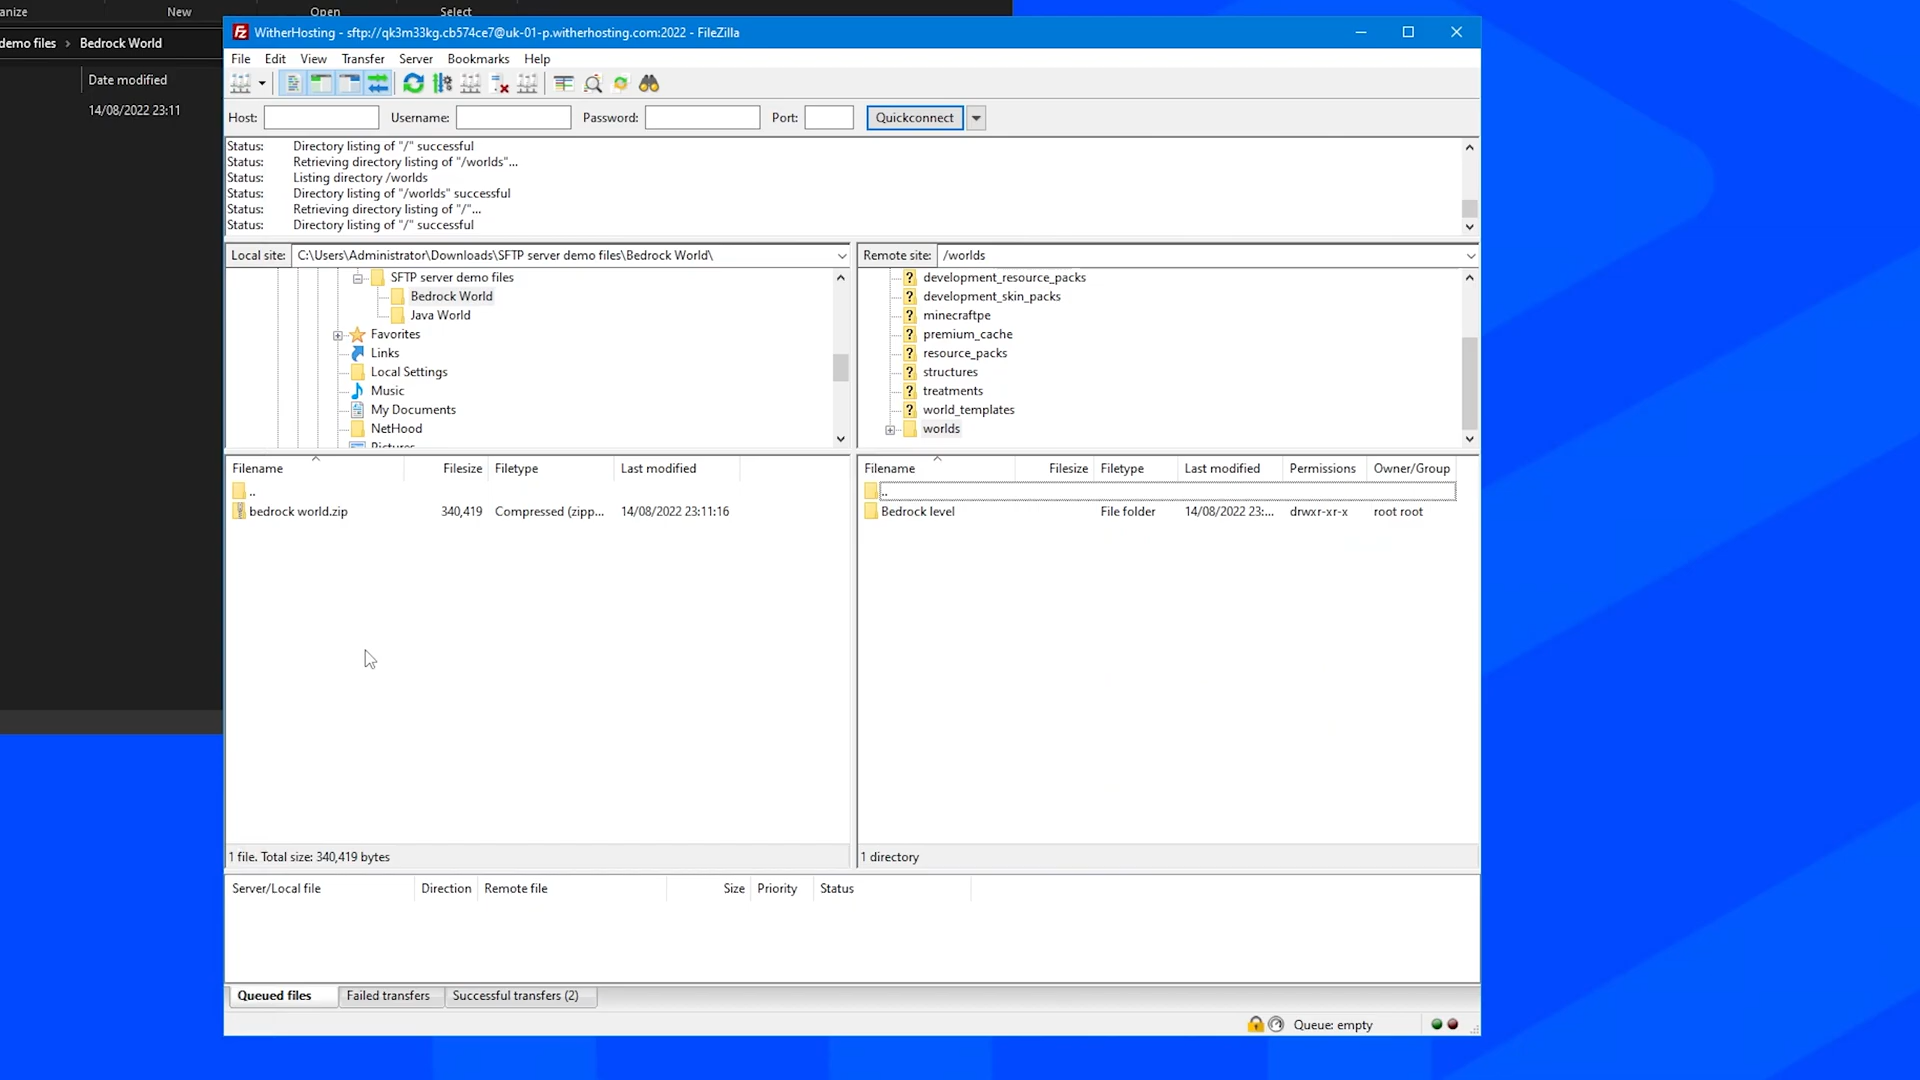 anize New Open Select
demo files › Bedrock World
Date modified
14/08/2022 23:11
WitherHosting - sftp://qk3m33kg.cb574ce7@uk-01-p.witherhosting.com:2022 - FileZilla
File Edit View Transfer Server Bookmarks Help
Host: Username: Password: Port: Quickconnect
Status: Directory listing of "/" successful
Status: Retrieving directory listing of "/worlds"...
Status: Listing directory /worlds
Status: Directory listing of "/worlds" successful
Status: Retrieving directory listing of "/"...
Status: Directory listing of "/" successful
Local site: C:\Users\Administrator\Downloads\SFTP server demo files\Bedrock World\
SFTP server demo files
Bedrock World
Java World
Favorites
Links
Local Settings
Music
My Documents
NetHood
Pictures
Remote site: /worlds
development_resource_packs
development_skin_packs
minecraftpe
premium_cache
resource_packs
structures
treatments
world_templates
worlds
Filename Filesize Filetype Last modified
..
bedrock world.zip 340,419 Compressed (zipp... 14/08/2022 23:11:16
1 file. Total size: 340,419 bytes
Filename Filesize Filetype Last modified Permissions Owner/Group
..
Bedrock level File folder 14/08/2022 23:... drwxr-xr-x root root
1 directory
Server/Local file Direction Remote file Size Priority Status
Queued files Failed transfers Successful transfers (2)
Queue: empty